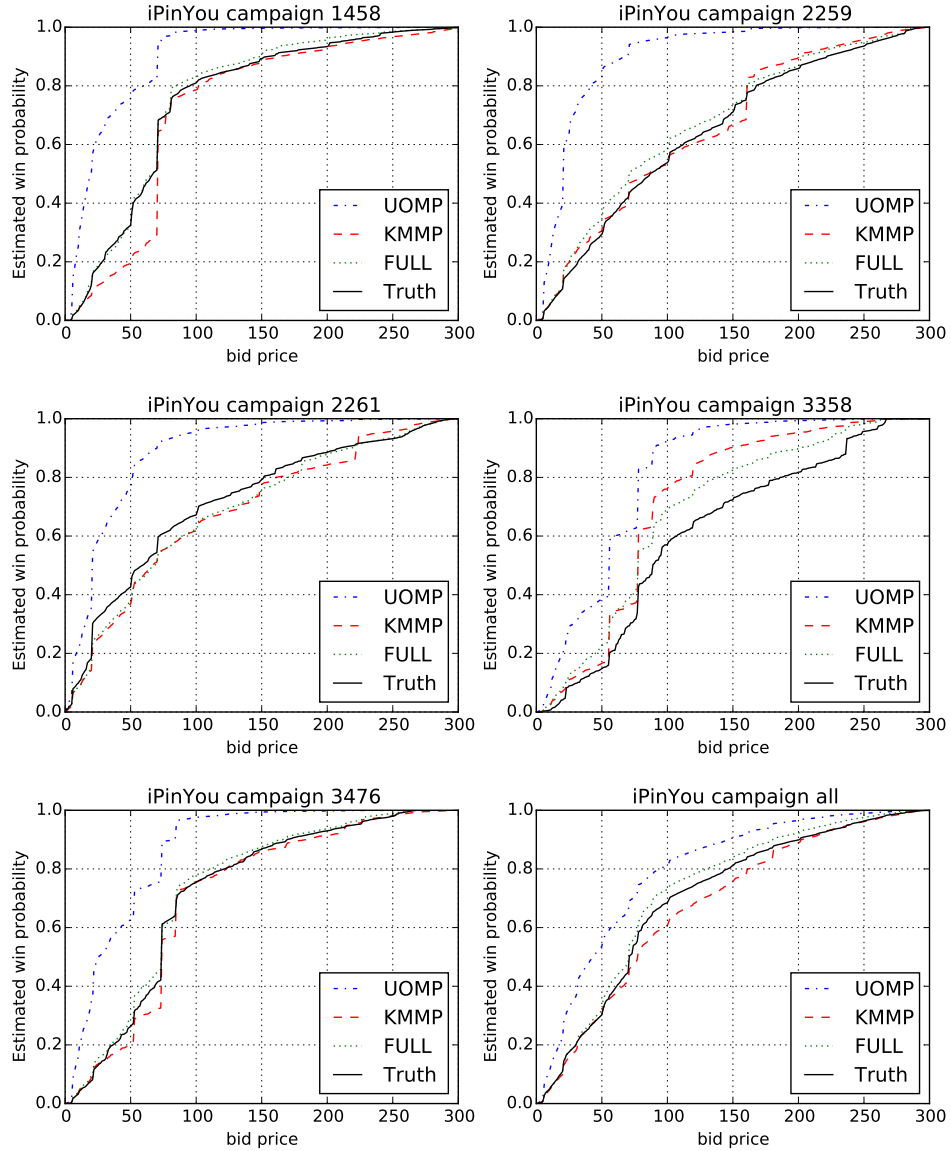 iPinYou campaign 1458
Estimated win probability
1.0
0.8
0.6
0.4
0.2
0.0
UOMP
KMMP
FULL
Truth
0 50 100 150 200 250 300
bid price
iPinYou campaign 2259
Estimated win probability
1.0
0.8
0.6
0.4
0.2
0.0
UOMP
KMMP
FULL
Truth
0 50 100 150 200 250 300
bid price
iPinYou campaign 2261
Estimated win probability
1.0
0.8
0.6
0.4
0.2
0.0
UOMP
KMMP
FULL
Truth
0 50 100 150 200 250 300
bid price
iPinYou campaign 3358
Estimated win probability
1.0
0.8
0.6
0.4
0.2
0.0
UOMP
KMMP
FULL
Truth
0 50 100 150 200 250 300
bid price
iPinYou campaign 3476
Estimated win probability
1.0
0.8
0.6
0.4
0.2
0.0
UOMP
KMMP
FULL
Truth
0 50 100 150 200 250 300
bid price
iPinYou campaign all
Estimated win probability
1.0
0.8
0.6
0.4
0.2
0.0
UOMP
KMMP
FULL
Truth
0 50 100 150 200 250 300
bid price